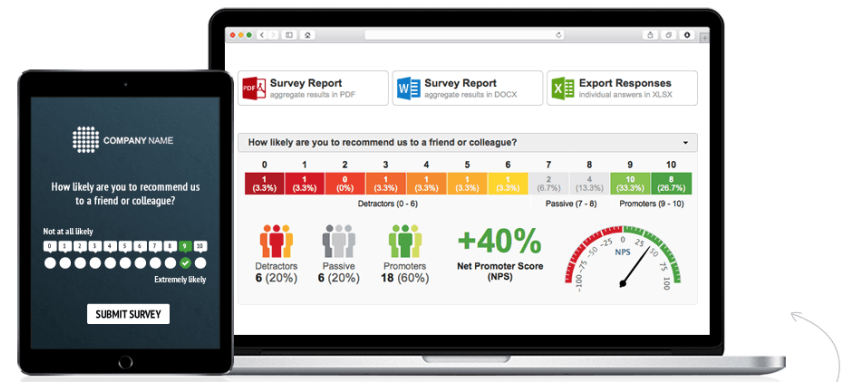 PDF
Survey Report
aggregate results in PDF
W
Survey Report
aggregate results in DOCX
X
Export Responses
individual answers in XLSX
How likely are you to recommend us to a friend or colleague?
0 1 2 3 4 5 6 7 8 9 10
1 1 0 1 1 1 1 2 4 10 8
(3.3%) (3.3%) (0%) (3.3%) (3.3%) (3.3%) (3.3%) (6.7%) (13.3%) (33.3%) (26.7%)
Detractors (0 - 6) Passive (7 - 8) Promoters (9 - 10)
Detractors
6 (20%)
Passive
6 (20%)
Promoters
18 (60%)
+40%
Net Promoter Score
(NPS)
-100 -75 -50 -25 0 25 50 75 100
NPS
COMPANY NAME
How likely are you to recommend us
to a friend or colleague?
Not at all likely
0 1 2 3 4 5 6 7 8 9 10
Extremely likely
SUBMIT SURVEY